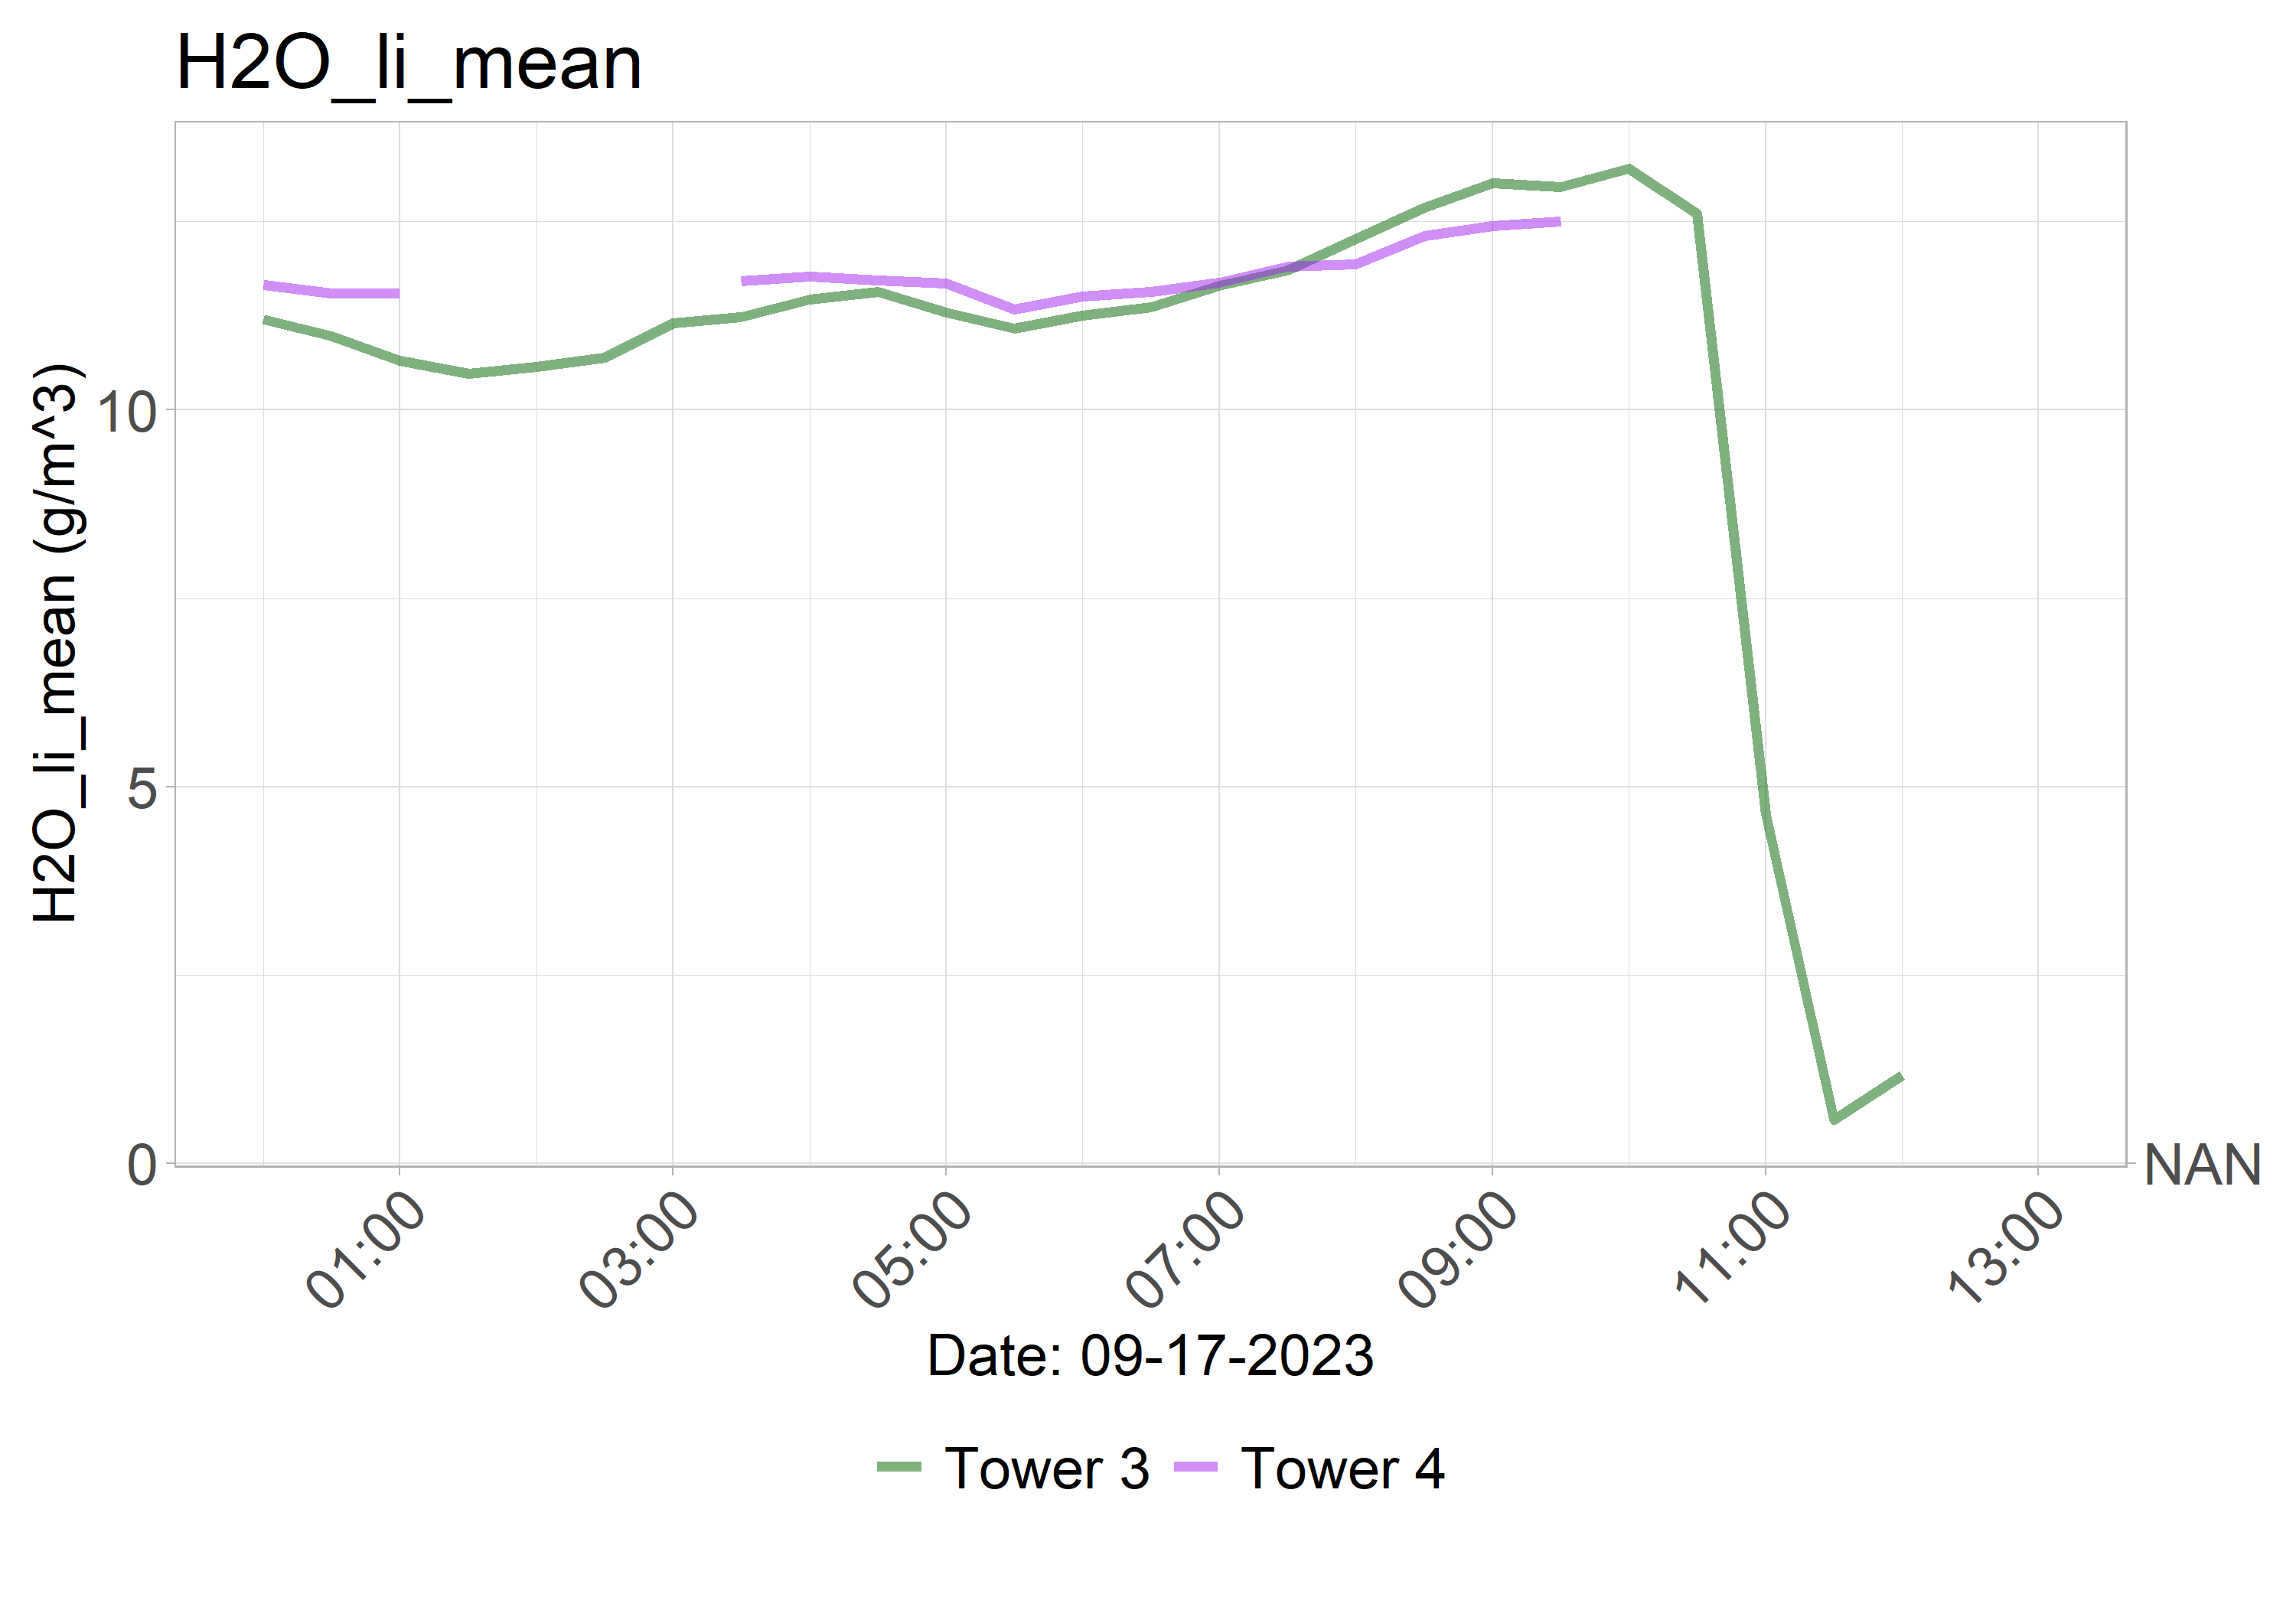 H2O_li_mean
H2O_li_mean (g/m^3)
10
5
0
NAN
01:00
03:00
05:00
07:00
09:00
11:00
13:00
Date: 09-17-2023
Tower 3
Tower 4